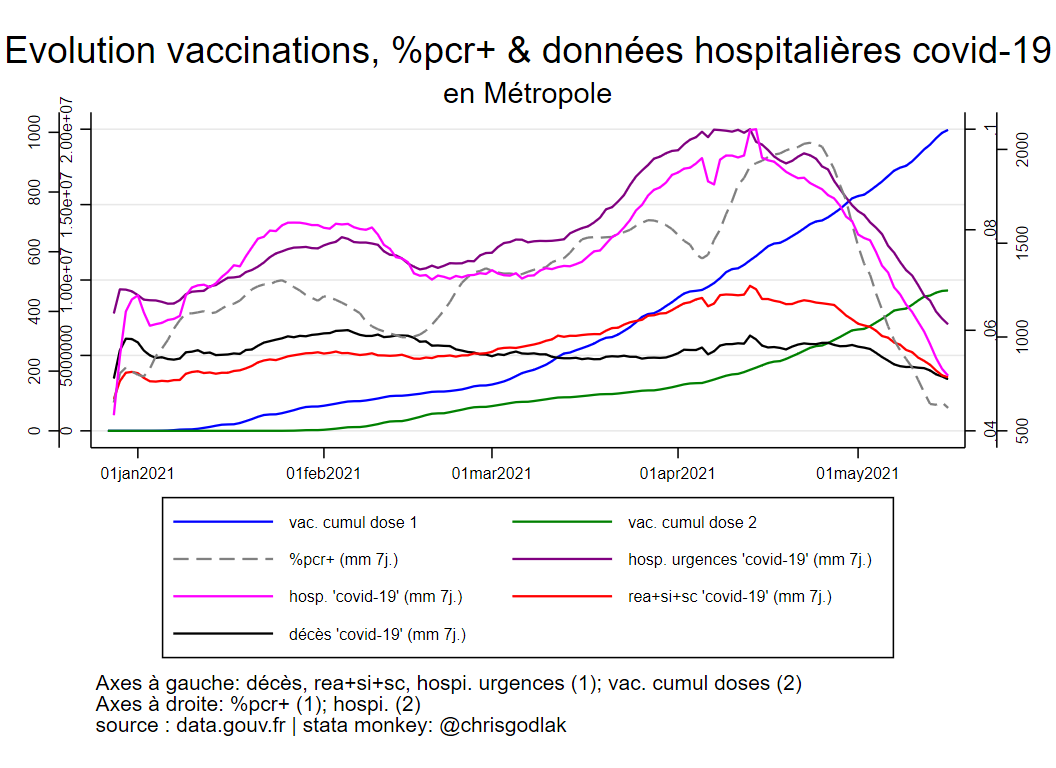 Evolution vaccinations, %pcr+ & données hospitalières covid-19
en Métropole
0 200 400 600 800 1000
0 5000000 1.00e+07 1.50e+07 2.00e+07
.04 .06 .08 .1
500 1000 1500 2000
01jan2021 01feb2021 01mar2021 01apr2021 01may2021
vac. cumul dose 1 vac. cumul dose 2
%pcr+ (mm 7j.) hosp. urgences 'covid-19' (mm 7j.)
hosp. 'covid-19' (mm 7j.) rea+si+sc 'covid-19' (mm 7j.)
décès 'covid-19' (mm 7j.)
Axes à gauche: décès, rea+si+sc, hospi. urgences (1); vac. cumul doses (2)
Axes à droite: %pcr+ (1); hospi. (2)
source : data.gouv.fr | stata monkey: @chrisgodlak